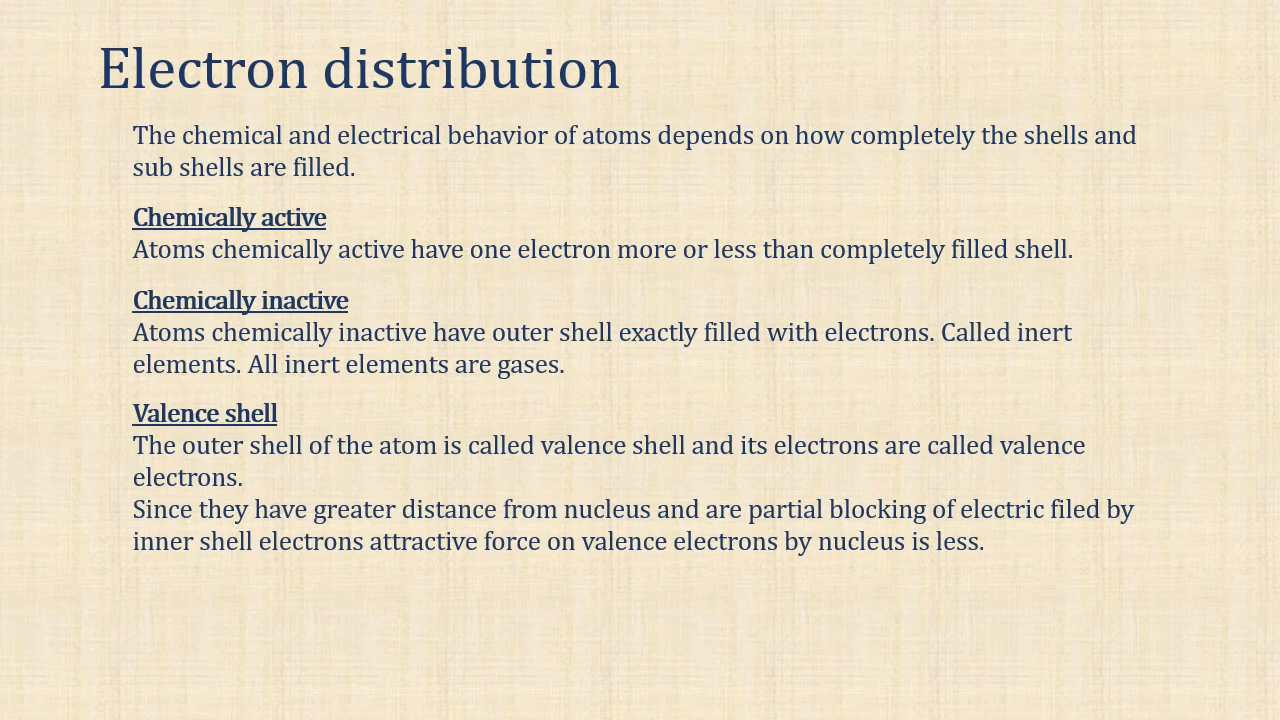 Electron distribution
The chemical and electrical behavior of atoms depends on how completely the shells and
sub shells are filled.
Chemically active
Atoms chemically active have one electron more or less than completely filled shell.
Chemically inactive
Atoms chemically inactive have outer shell exactly filled with electrons. Called inert
elements. All inert elements are gases.
Valence shell
The outer shell of the atom is called valence shell and its electrons are called valence
electrons.
Since they have greater distance from nucleus and are partial blocking of electric filed by
inner shell electrons attractive force on valence electrons by nucleus is less.